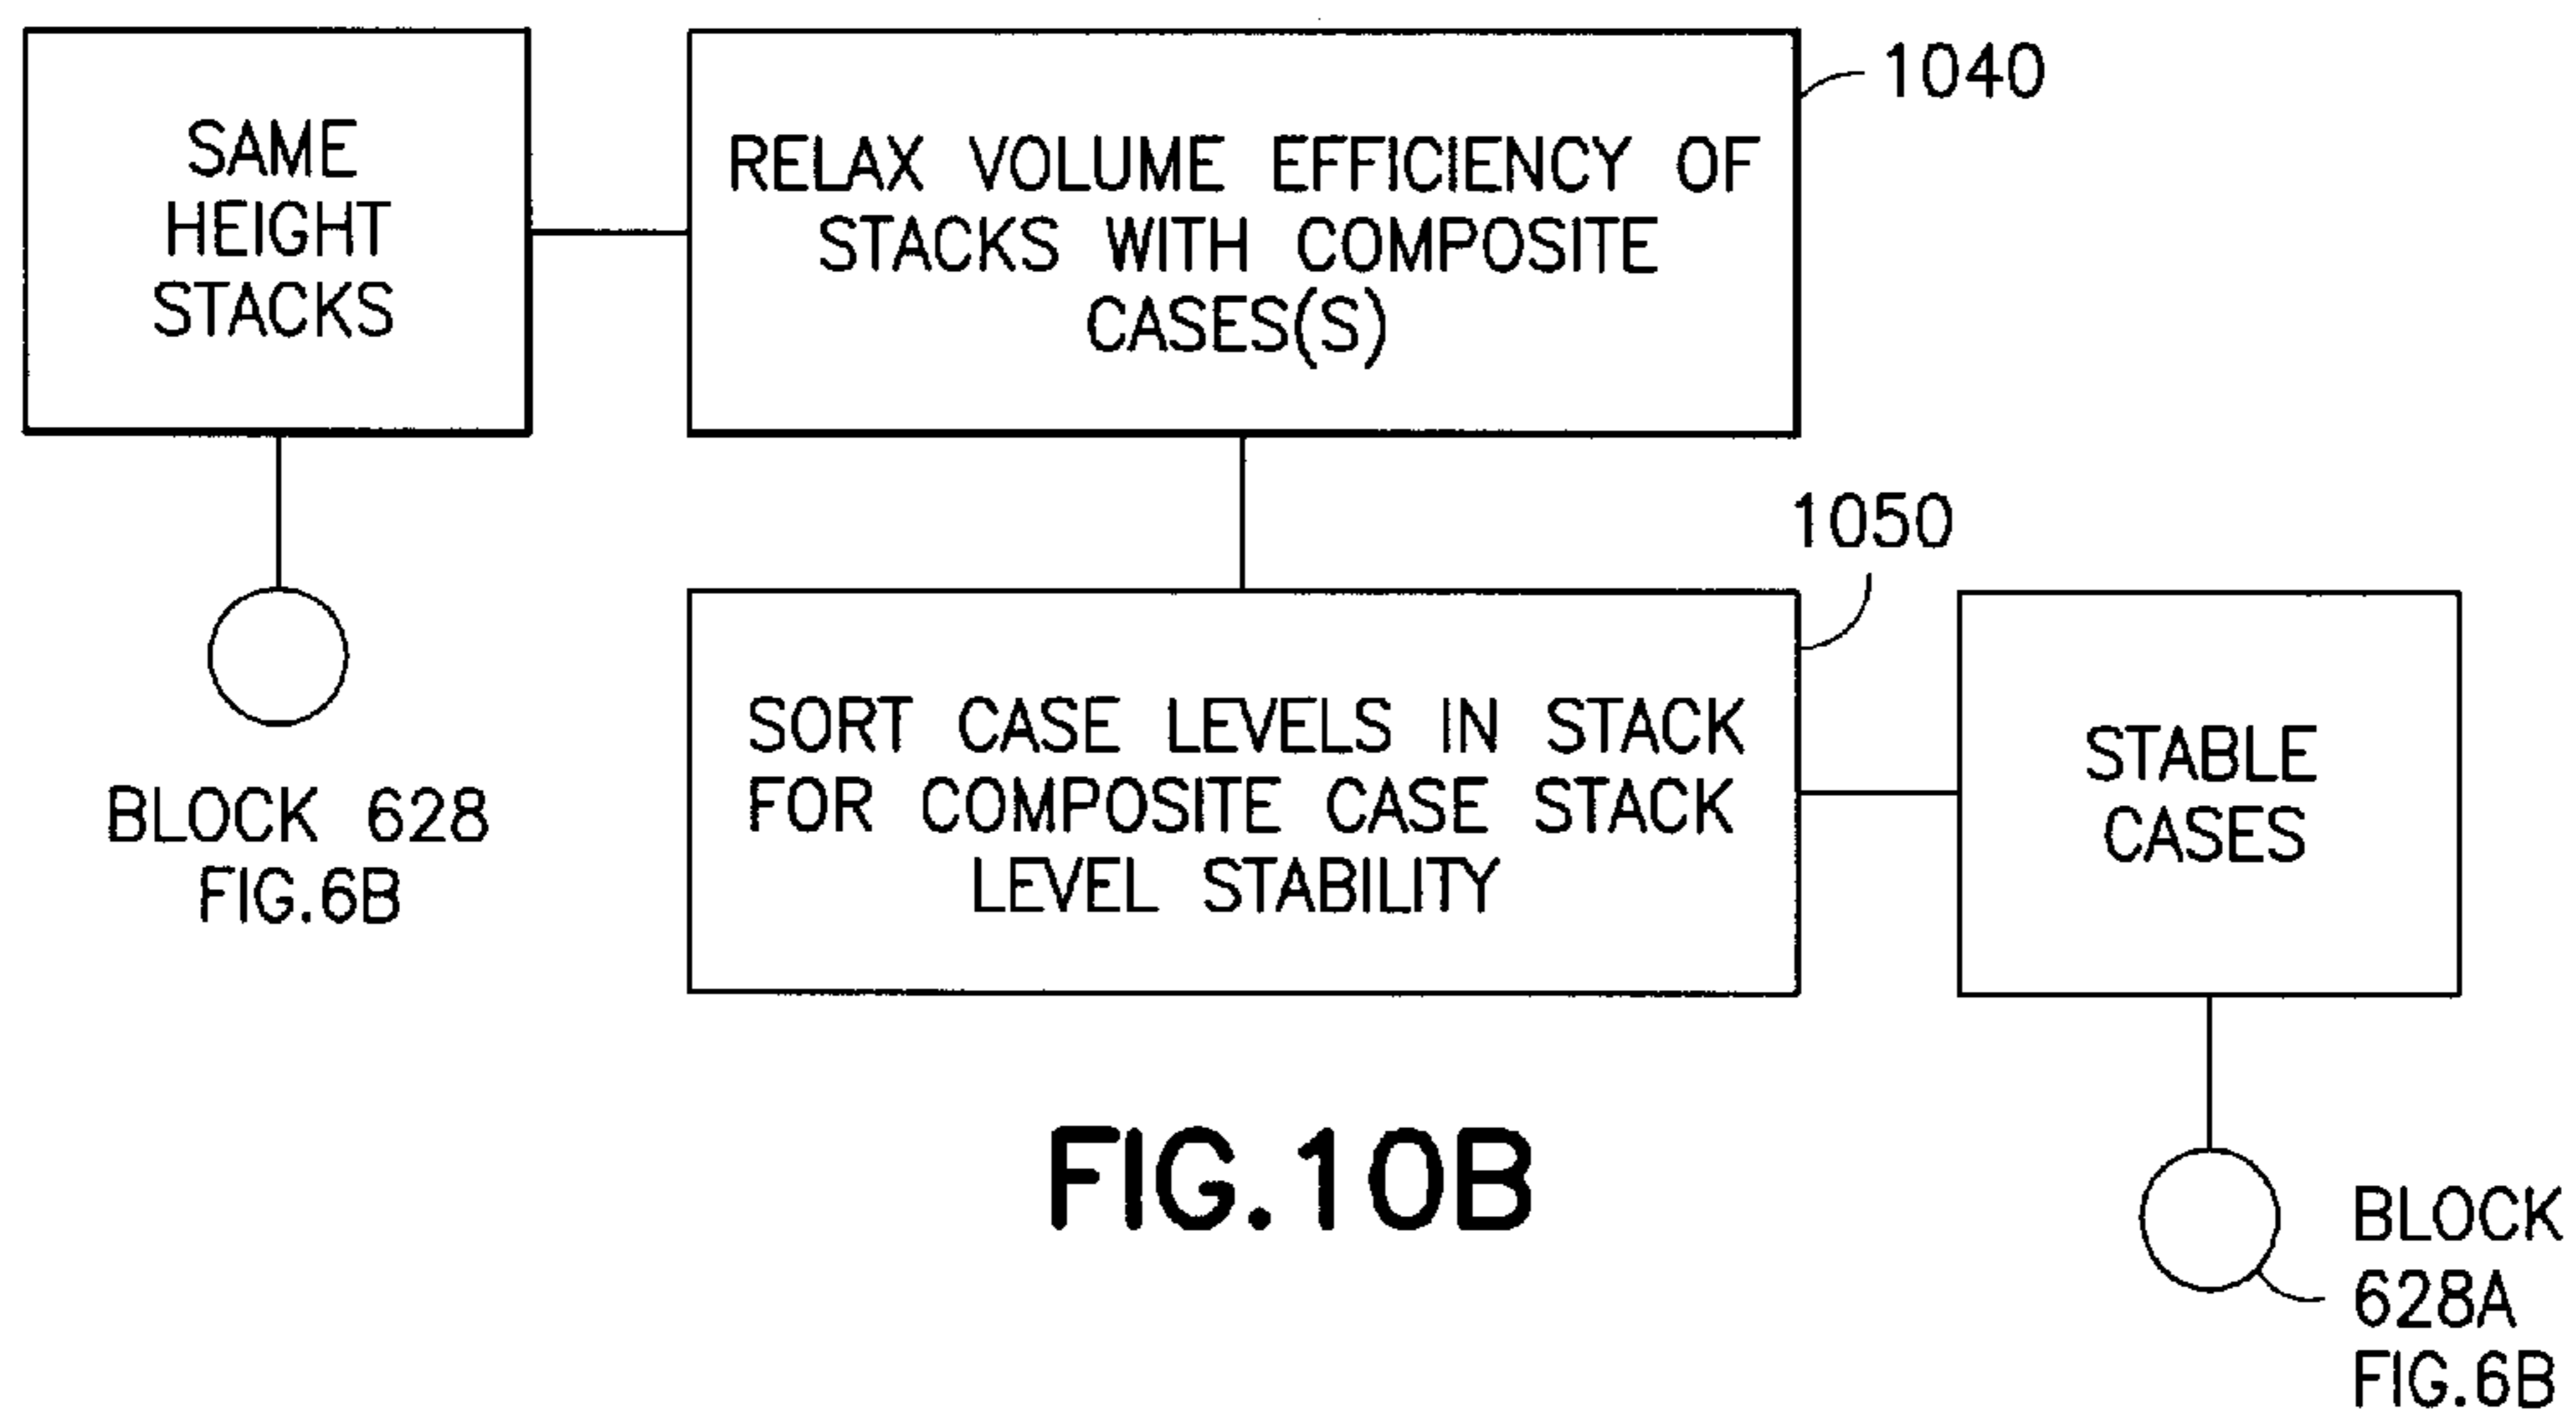 SAME
HEIGHT
STACKS
RELAX VOLUME EFFICIENCY OF
STACKS WITH COMPOSITE
CASES(S)
1040
BLOCK 628
FIG.6B
1050
SORT CASE LEVELS IN STACK
FOR COMPOSITE CASE STACK
LEVEL STABILITY
STABLE
CASES
BLOCK
628A
FIG.6B
FIG.10B